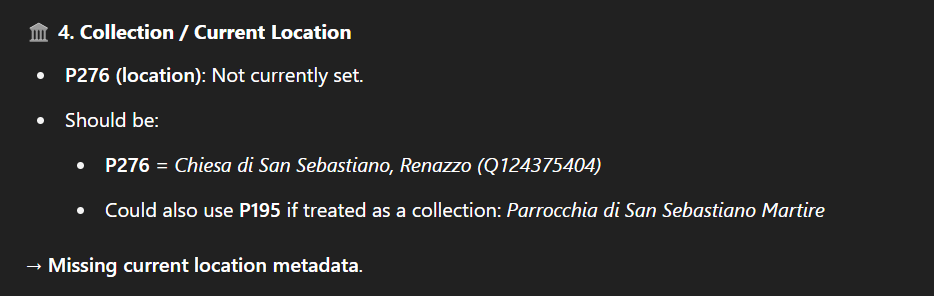 🏛 4. Collection / Current Location
• P276 (location): Not currently set.
• Should be:
• P276 = Chiesa di San Sebastiano, Renazzo (Q124375404)
• Could also use P195 if treated as a collection: Parrocchia di San Sebastiano Martire
→ Missing current location metadata.